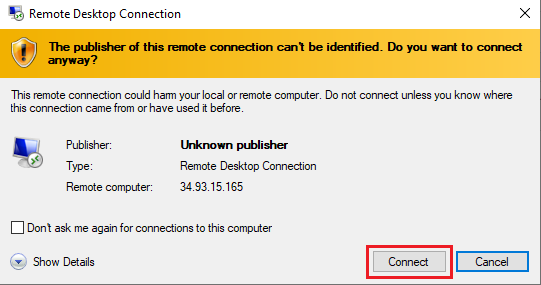 Remote Desktop Connection
The publisher of this remote connection can't be identified. Do you want to connect
anyway?
This remote connection could harm your local or remote computer. Do not connect unless you know where
this connection came from or have used it before.
Publisher: Unknown publisher
Type: Remote Desktop Connection
Remote computer: 34.93.15.165
Don't ask me again for connections to this computer
Show Details Connect Cancel